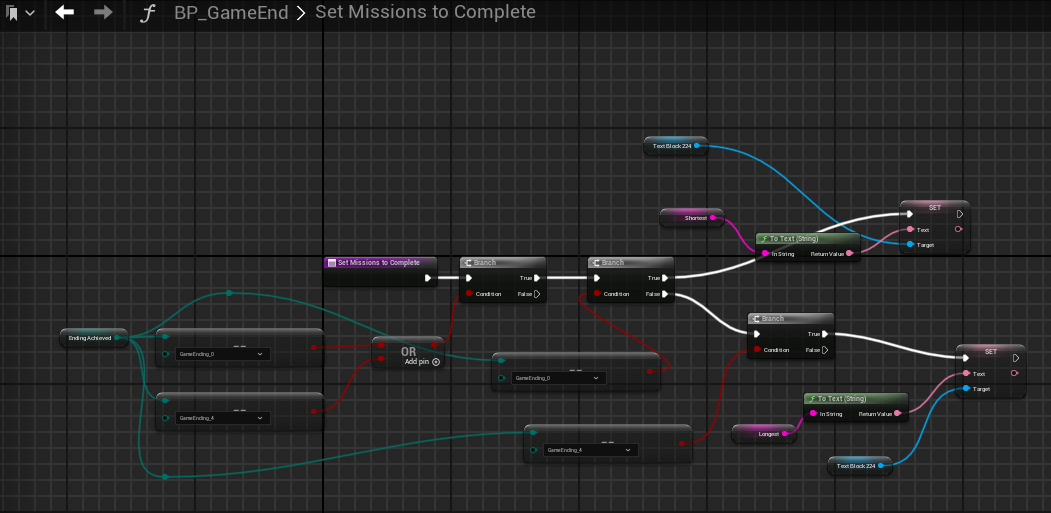 BP_GameEnd > Set Missions to Complete
Text Block 224
Shortest
SET
Text
Target
To Text (String)
In String Return Value
Set Missions to Complete
Branch
True
Condition False
Branch
True
Condition False
Ending Achieved
==
GameEnding_0
OR
Add pin
==
GameEnding_0
Branch
True
Condition False
==
GameEnding_4
==
GameEnding_4
SET
Text
Target
To Text (String)
In String Return Value
Longest
Text Block 224